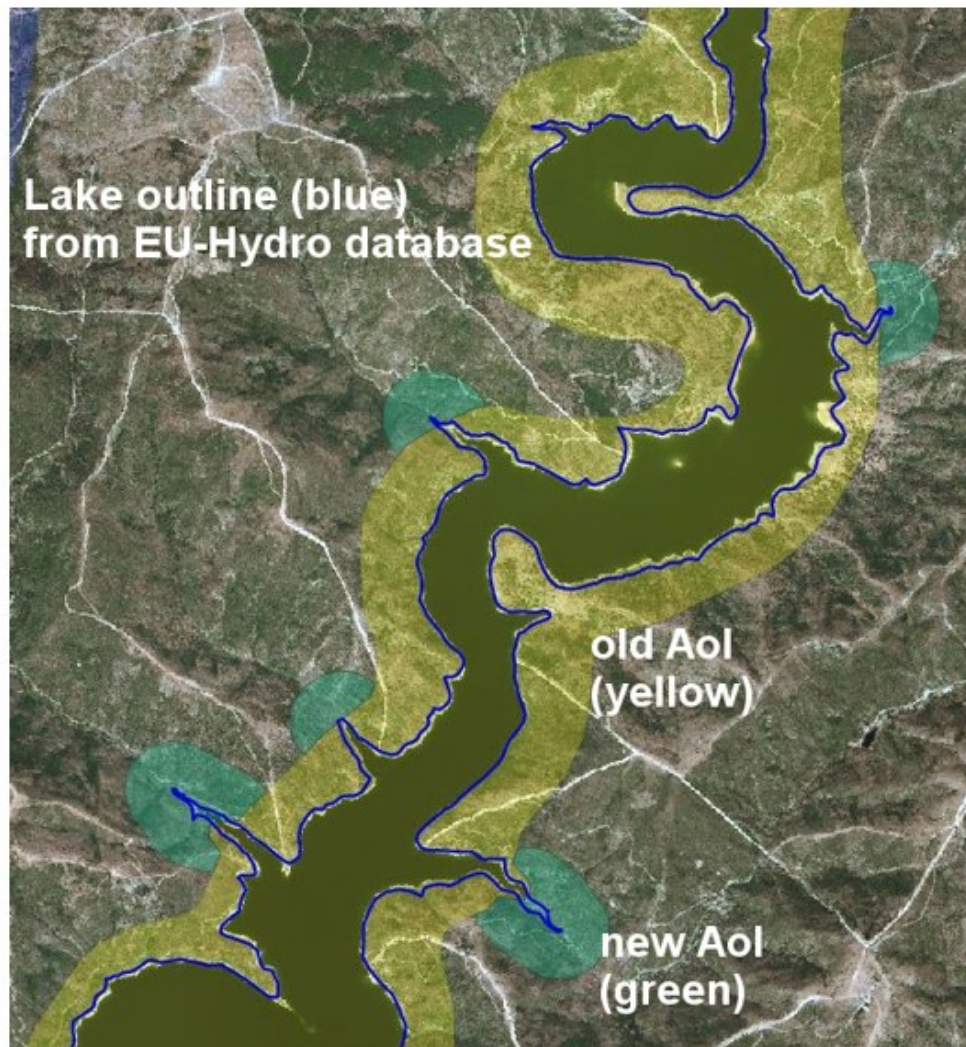 Lake outline (blue)
from EU-Hydro database
old AoI
(yellow)
new AoI
(green)